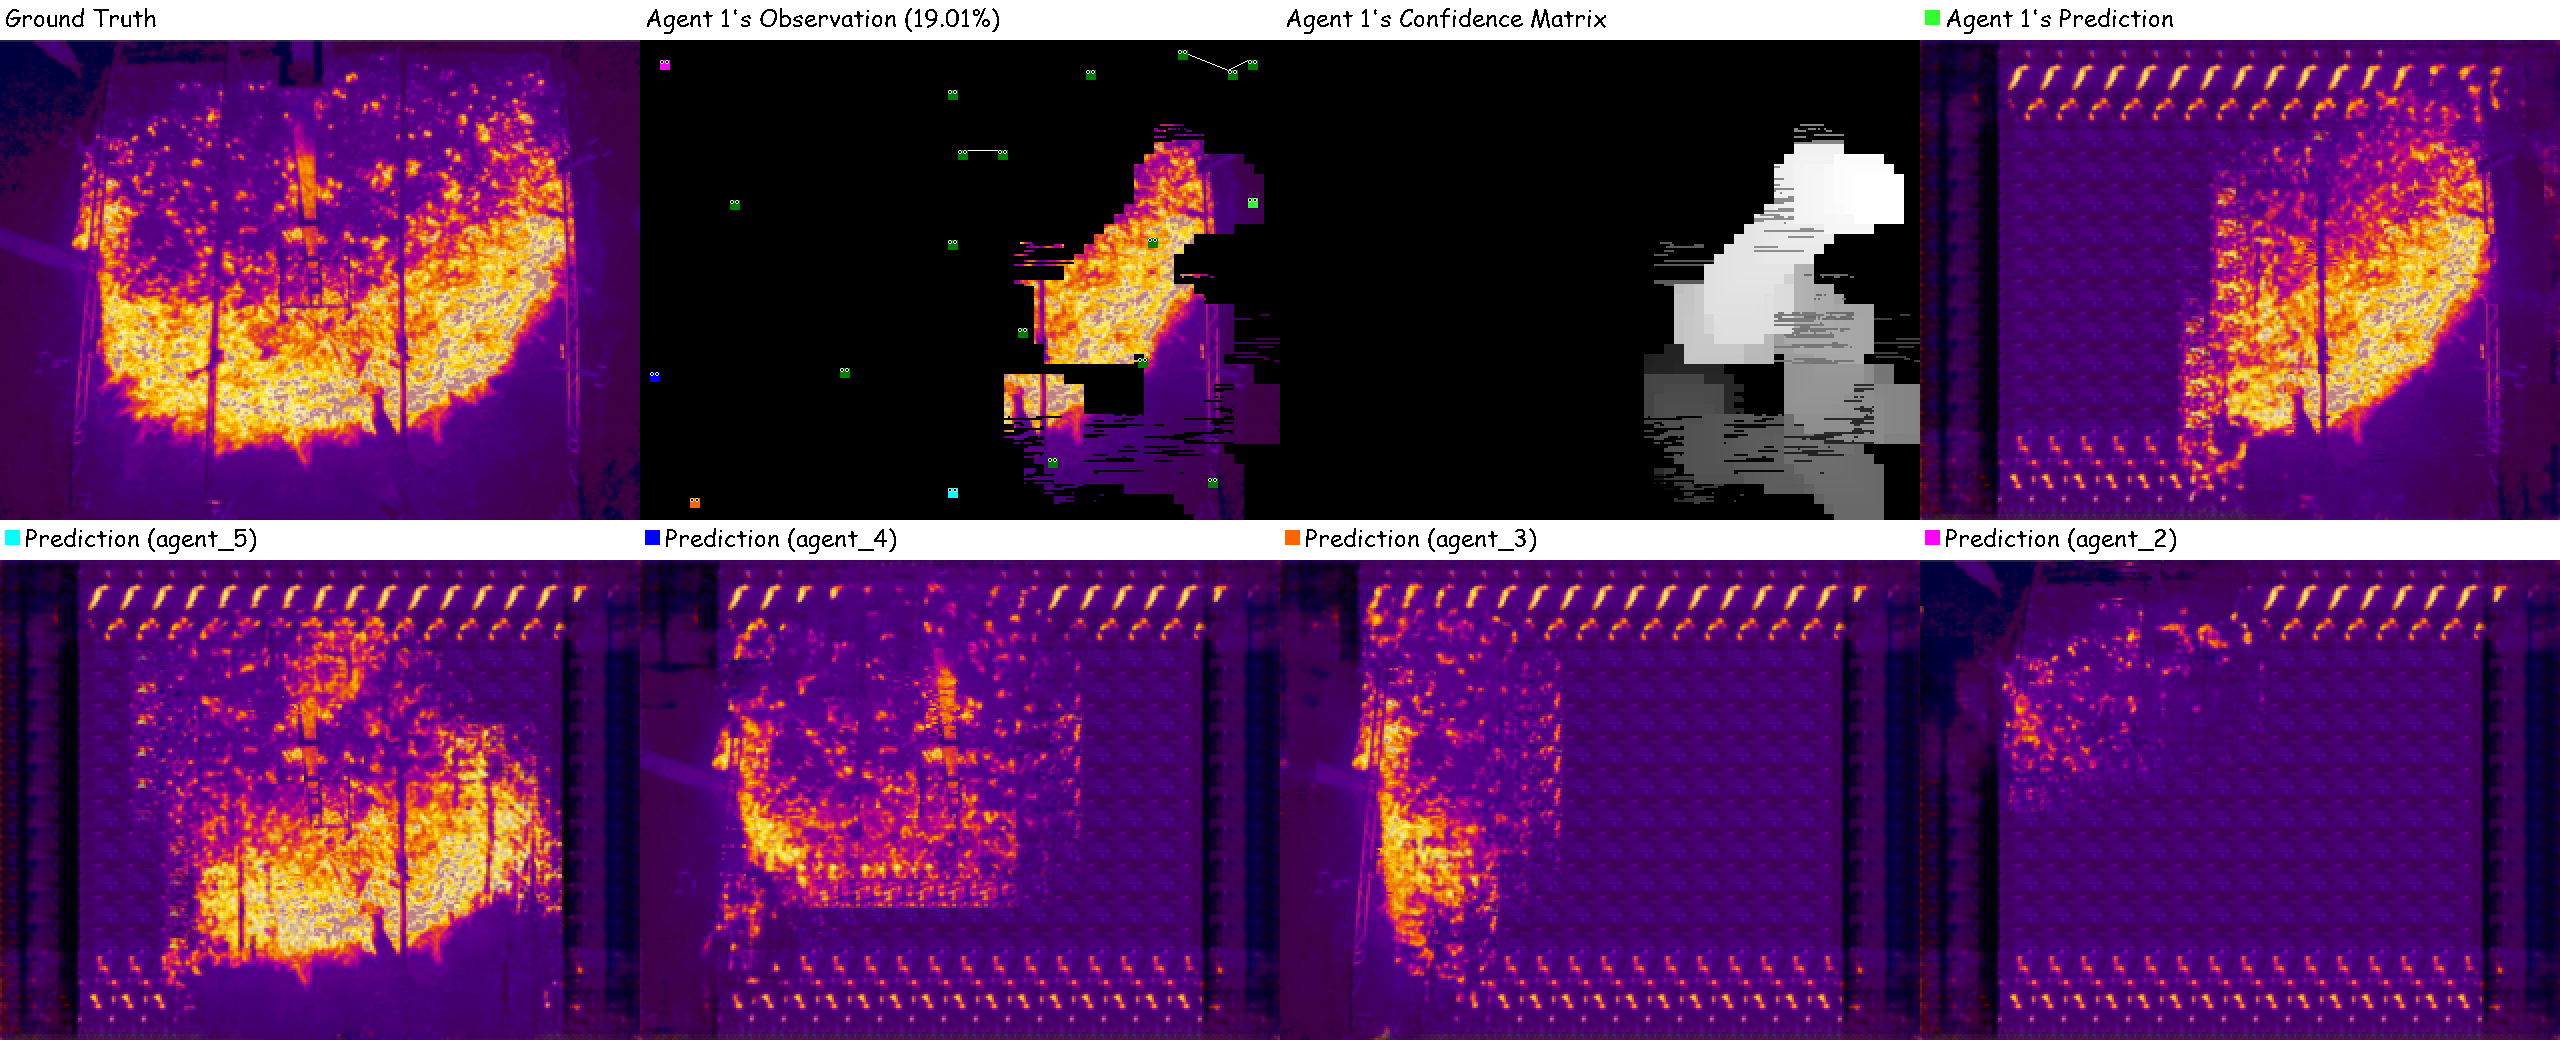 Ground Truth
Agent 1's Observation (19.01%)
Agent 1's Confidence Matrix
Agent 1's Prediction
Prediction (agent_5)
Prediction (agent_4)
Prediction (agent_3)
Prediction (agent_2)